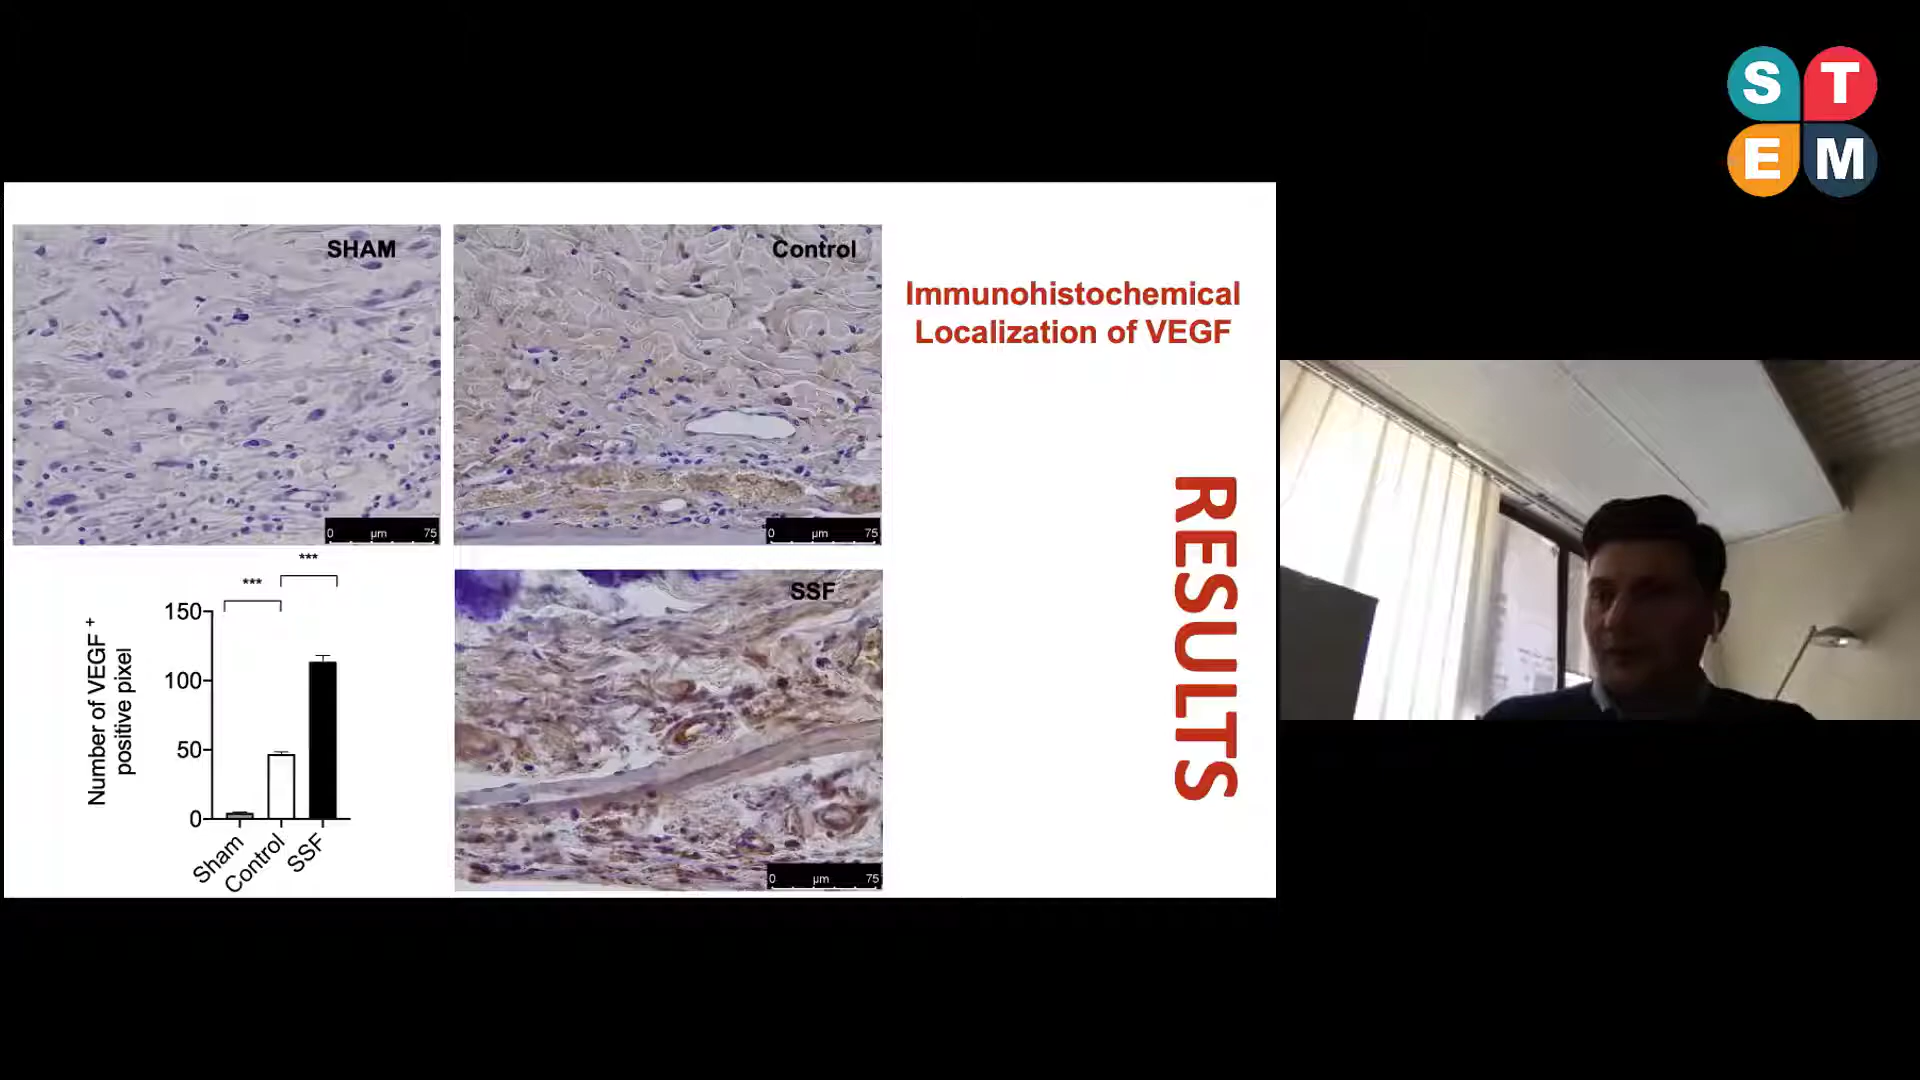 S T
E M
SHAM
0 µm 75
Control
0 µm 75
Immunohistochemical
Localization of VEGF
RESULTS
***
***
Number of VEGF +
positive pixel
150
100
50
0
Sham
Control
SSF
SSF
0 µm 75